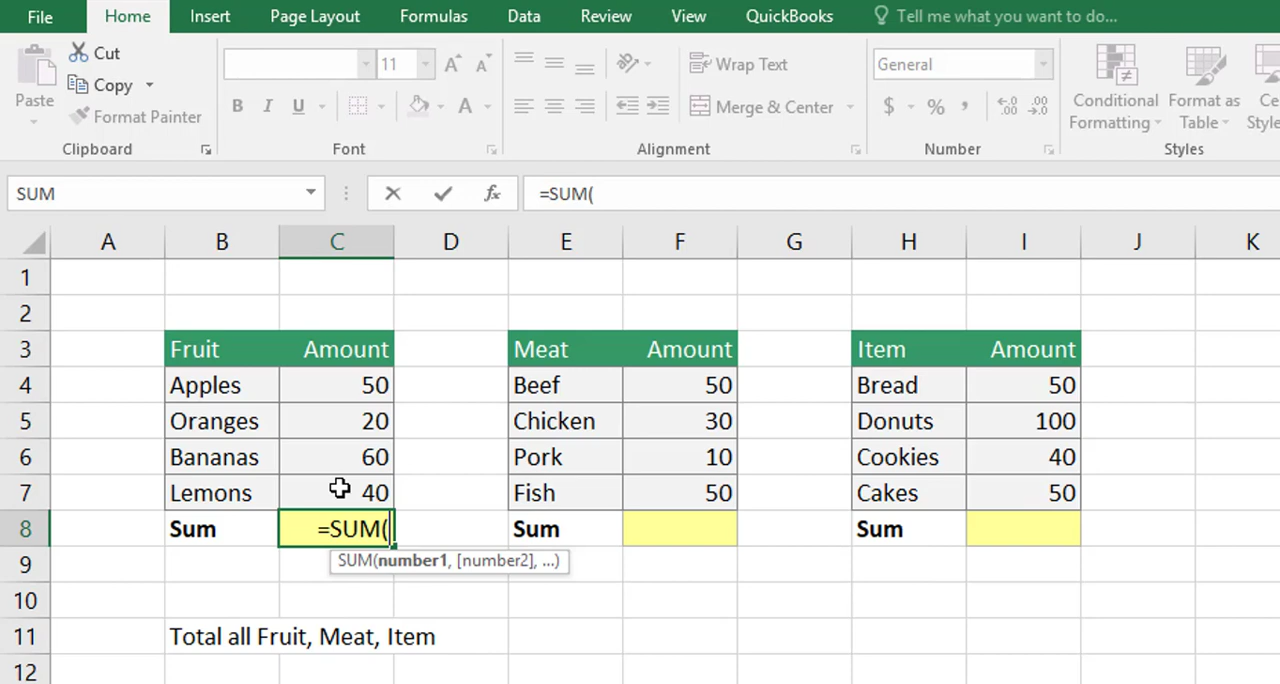 File Home Insert Page Layout Formulas Data Review View QuickBooks Tell me what you want to do...
Paste
Cut
Copy
Format Painter
Clipboard
11 A A
B I U A
Font
Wrap Text
Merge & Center
Alignment
General
$ % , .00 .00
Number
Conditional Formatting
Format as Table
Styles
SUM fx =SUM(
A B C D E F G H I J K
1
2
3 Fruit Amount Meat Amount Item Amount
4 Apples 50 Beef 50 Bread 50
5 Oranges 20 Chicken 30 Donuts 100
6 Bananas 60 Pork 10 Cookies 40
7 Lemons 40 Fish 50 Cakes 50
8 Sum =SUM( Sum Sum
9 SUM(number1, [number2], ...)
10
11 Total all Fruit, Meat, Item
12